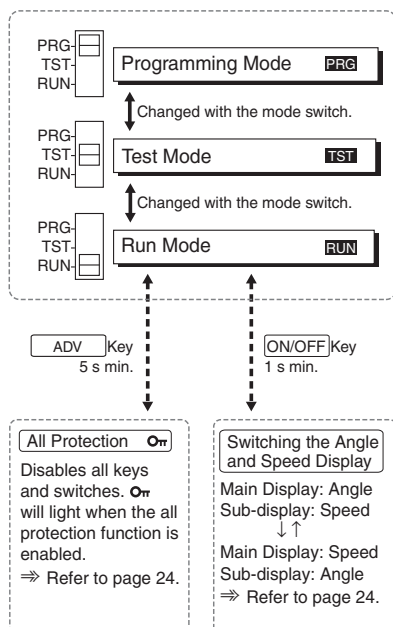 PRG
TST
RUN
Programming Mode PRG
Changed with the mode switch.
PRG
TST
RUN
Test Mode TST
Changed with the mode switch.
PRG
TST
RUN
Run Mode RUN
ADV Key
5 s min.
ON/OFF Key
1 s min.
All Protection
Disables all keys
and switches.
will light when the all
protection function is
enabled.
⇒ Refer to page 24.
Switching the Angle
and Speed Display
Main Display: Angle
Sub-display: Speed
↓↑
Main Display: Speed
Sub-display: Angle
⇒ Refer to page 24.